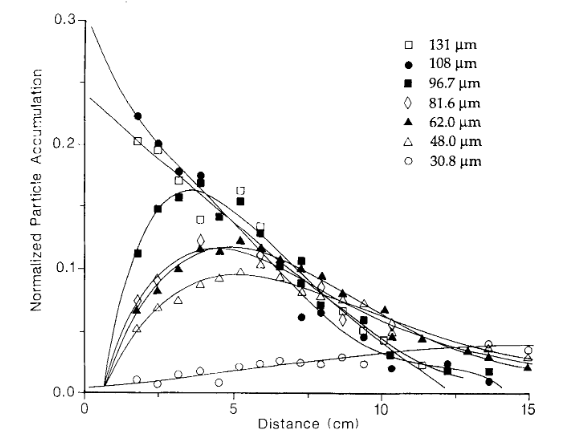 0.3
0.2
0.1
0.0
Normalized Particle Accumulation
131 μm
108 μm
96.7 μm
81.6 μm
62.0 μm
48.0 μm
30.8 μm
0
5
10
15
Distance (cm)